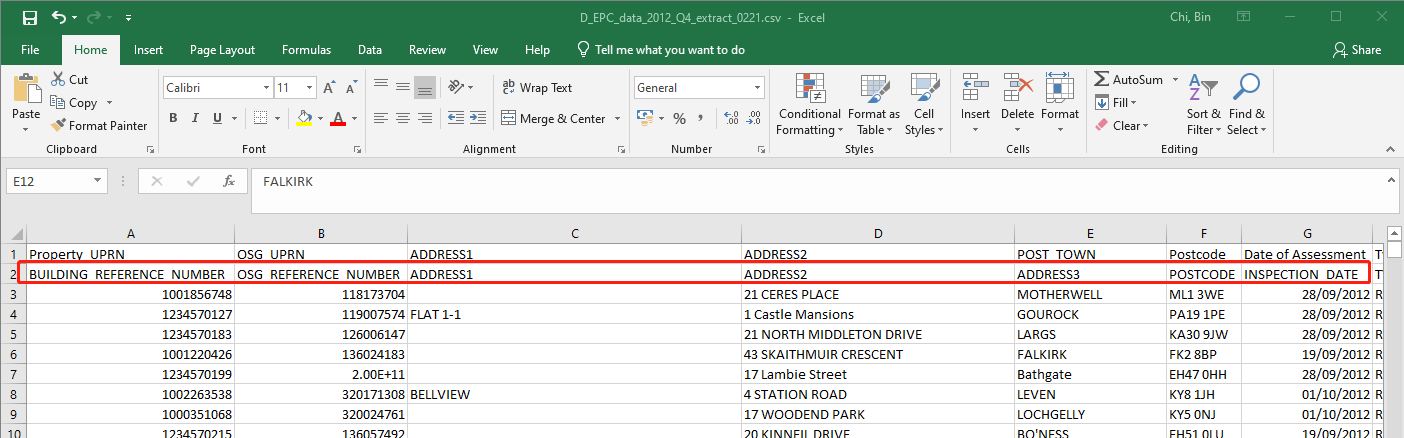 D_EPC_data_2012_Q4_extract_0221.csv - Excel Chi, Bin
File Home Insert Page Layout Formulas Data Review View Help Tell me what you want to do Share
Paste Cut Copy Format Painter
Calibri 11 A A
B I U A
ab c Wrap Text
Merge & Center
General
% , .00 .0
Conditional Formatting Format as Table Cell Styles
Insert Delete Format
AutoSum Fill Clear
Sort & Filter Find & Select
Clipboard Font Alignment Number Styles Cells Editing
E12 fx FALKIRK
A B C D E F G
1 Property_UPRN OSG_UPRN ADDRESS1 ADDRESS2 POST_TOWN Postcode Date of Assessment
2 BUILDING_REFERENCE_NUMBER OSG_REFERENCE_NUMBER ADDRESS1 ADDRESS2 ADDRESS3 POSTCODE INSPECTION_DATE T
3 1001856748 118173704 21 CERES PLACE MOTHERWELL ML1 3WE 28/09/2012 R
4 1234570127 119007574 FLAT 1-1 1 Castle Mansions GOUROCK PA19 1PE 28/09/2012 R
5 1234570183 126006147 21 NORTH MIDDLETON DRIVE LARGS KA30 9JW 28/09/2012 R
6 1001220426 136024183 43 SKAITHMUIR CRESCENT FALKIRK FK2 8BP 19/09/2012 R
7 1234570199 2.00E+11 17 Lambie Street Bathgate EH47 0HH 28/09/2012 R
8 1002263538 320171308 BELLVIEW 4 STATION ROAD LEVEN KY8 1JH 01/10/2012 R
9 1000351068 320024761 17 WOODEND PARK LOCHGELLY KY5 0NJ 01/10/2012 R
10 1234570215 136057492 20 KINNEIL DRIVE BO'NESS EH51 0LU 19/09/2012 R